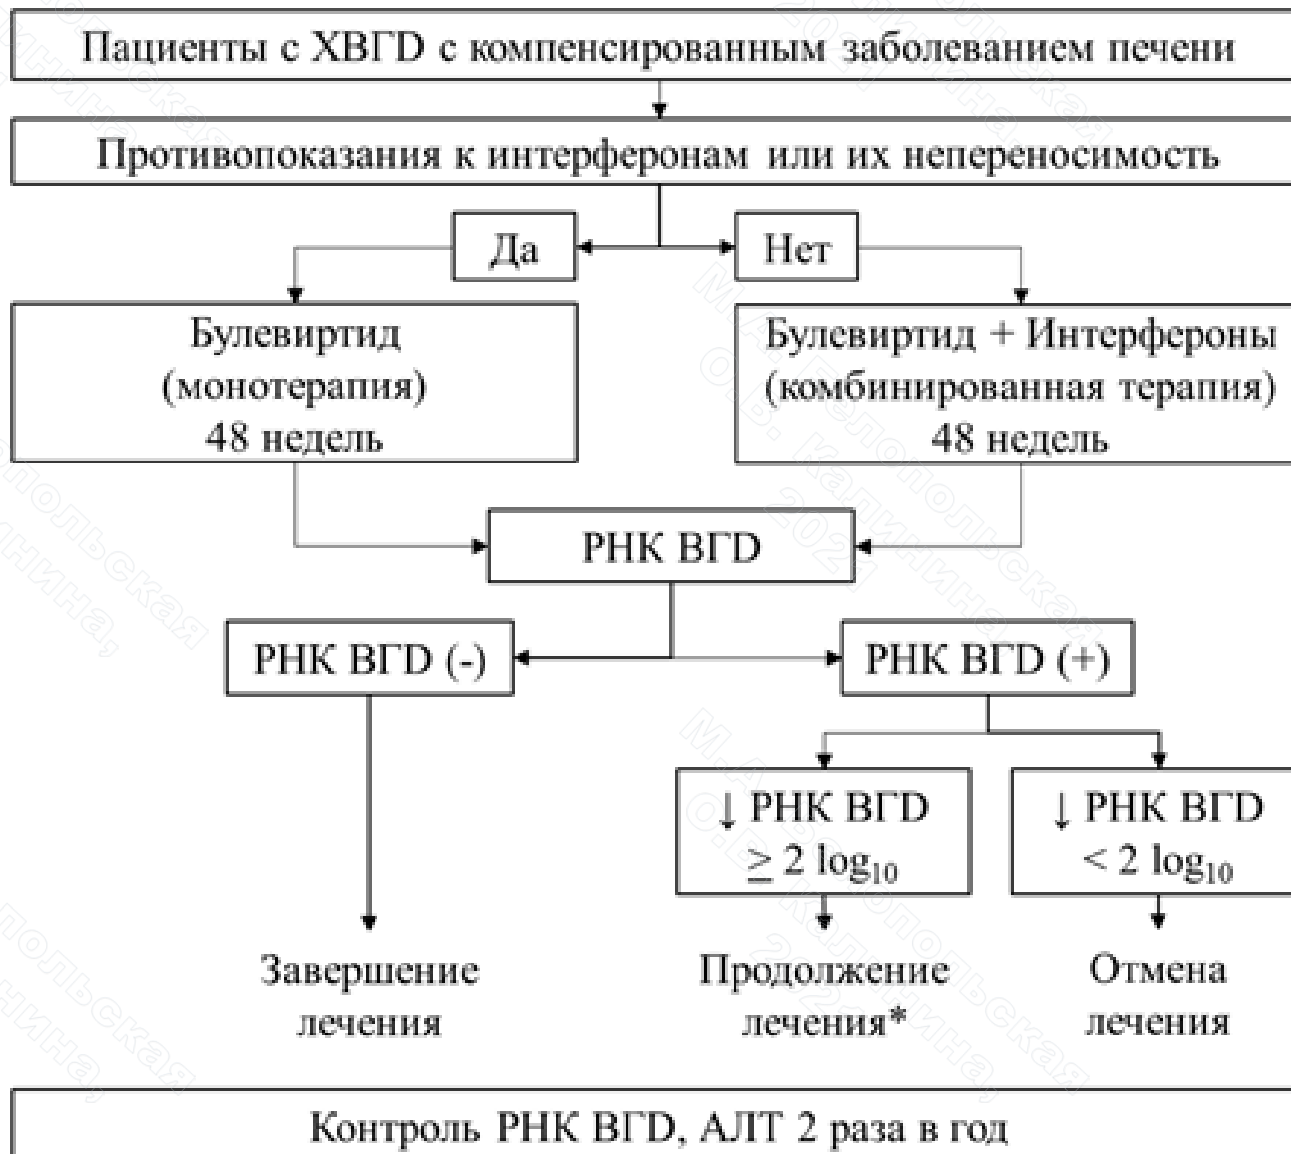 Пациенты с ХВГD с компенсированным заболеванием печени
Противопоказания к интерферонам или их непереносимость
Да
Нет
Булевиртид
(монотерапия)
48 недель
Булевиртид + Интерфероны
(комбинированная терапия)
48 недель
РНК ВГD
РНК ВГD (-)
РНК ВГD (+)
↓ РНК ВГD
≥ 2 log₁₀
↓ РНК ВГD
< 2 log₁₀
Завершение
лечения
Продолжение
лечения*
Отмена
лечения
Контроль РНК ВГD, АЛТ 2 раза в год